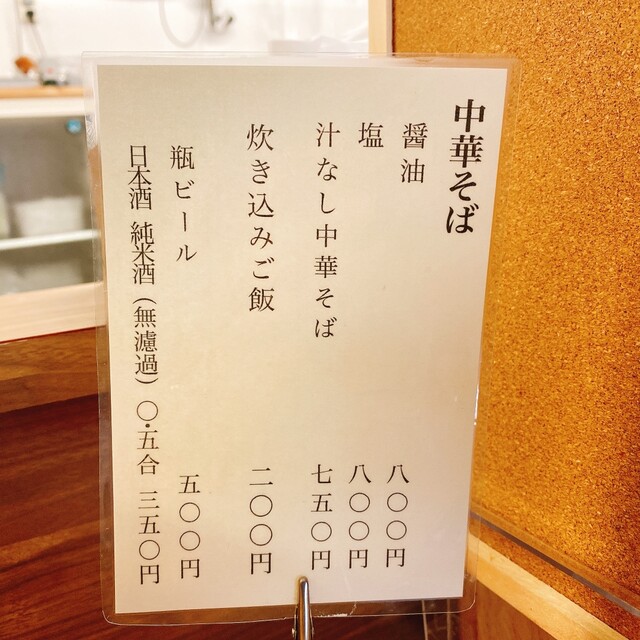 中華そば
醤油 八〇〇円
塩 八〇〇円
汁なし中華そば 七五〇円
炊き込みご飯 二〇〇円
瓶ビール 五〇〇円
日本酒 純米酒(無濾過)〇・五合 三五〇円